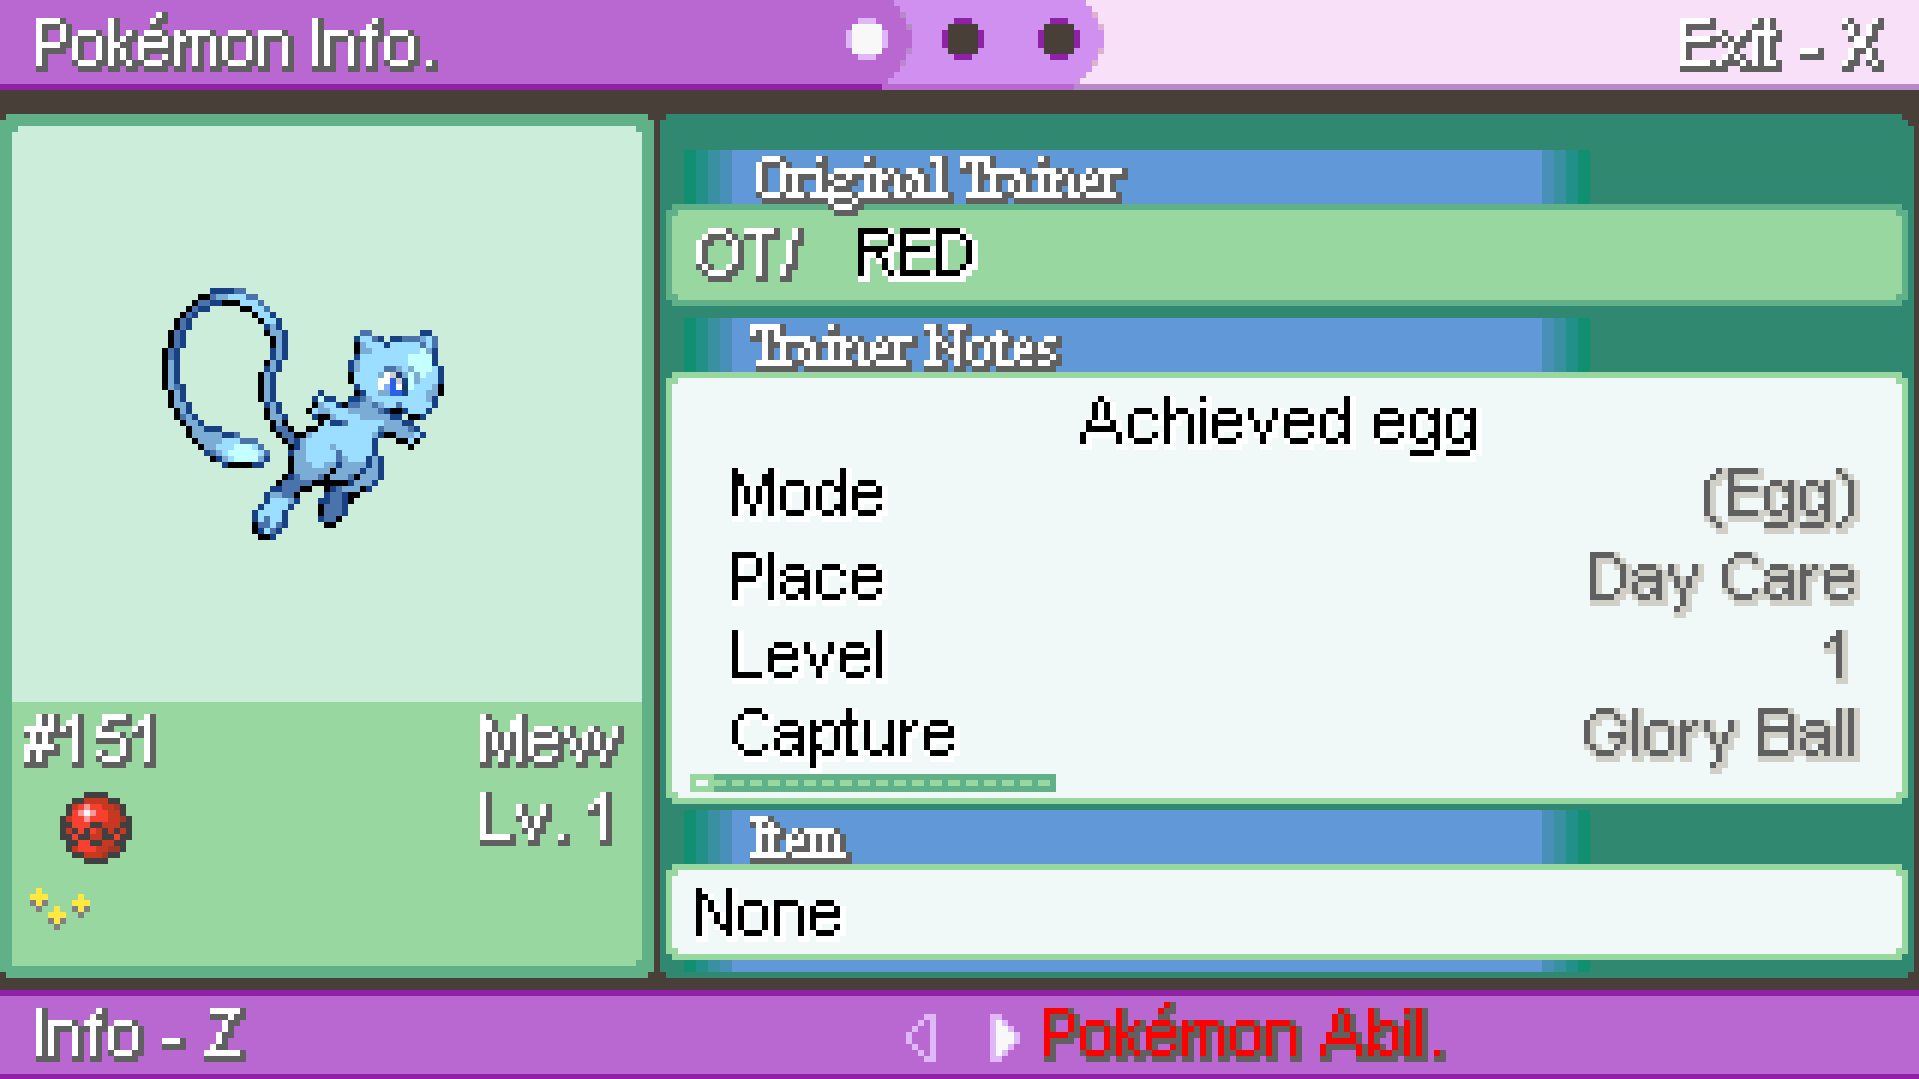 Pokémon Info.
Exit - X
Original Trainer
OT/ RED
Trainer Notes
Achieved egg
Mode (Egg)
Place Day Care
Level 1
Capture Glory Ball
#151 Mew
Lv. 1
Item
None
Info - Z
Pokémon Abil.